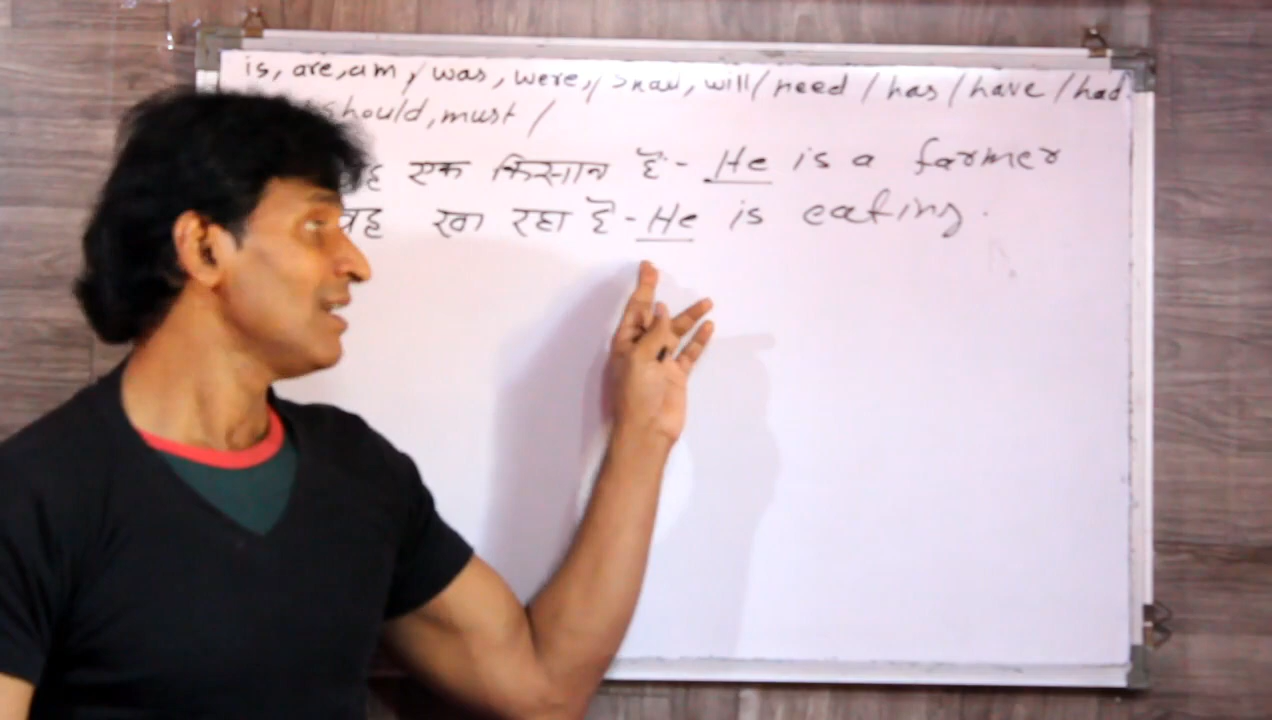 is, are, am / was, were, / shall, will / need / has / have / had
should, must /
एक किसान है - He is a farmer
वह खा रहा है - He is eating.